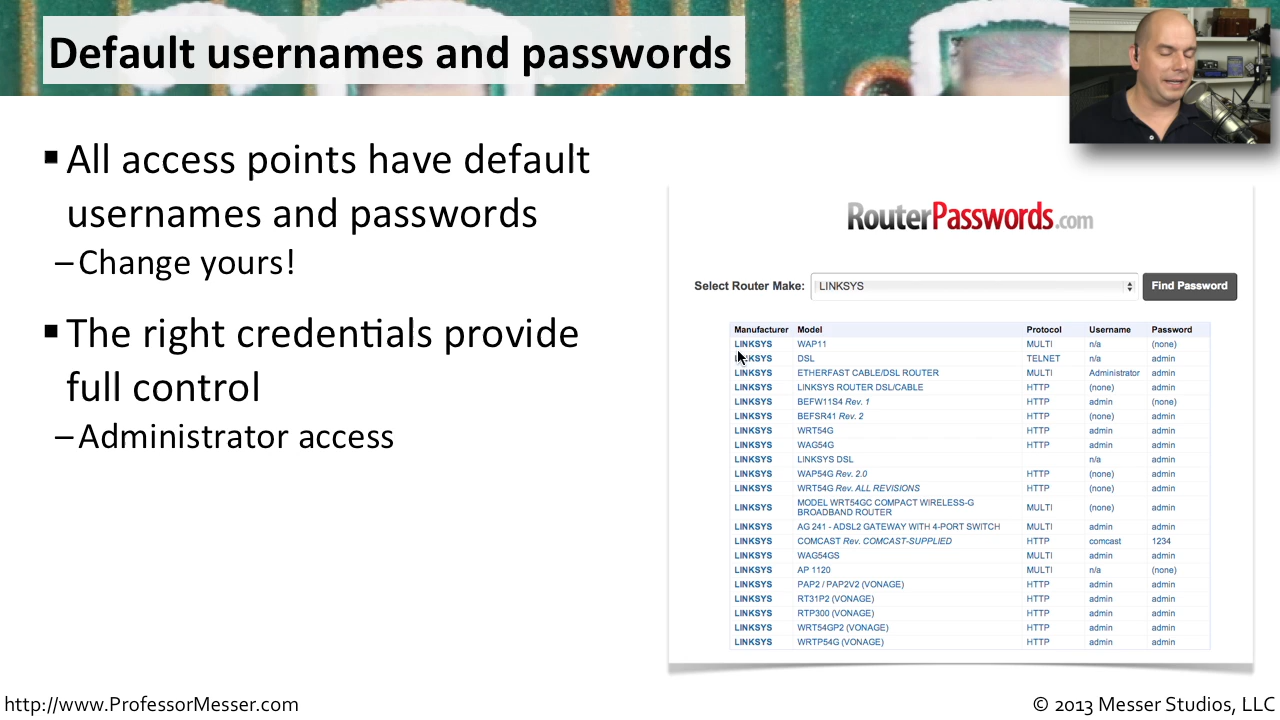 Default usernames and passwords
▪ All access points have default
usernames and passwords
– Change yours!
▪ The right credentials provide
full control
– Administrator access
RouterPasswords.com
Select Router Make: LINKSYS Find Password
Manufacturer Model Protocol Username Password
LINKSYS WAP11 MULTI n/a (none)
LINKSYS DSL TELNET n/a admin
LINKSYS ETHERFAST CABLE/DSL ROUTER MULTI Administrator admin
LINKSYS LINKSYS ROUTER DSL/CABLE HTTP (none) admin
LINKSYS BEFW11S4 Rev. 1 HTTP admin (none)
LINKSYS BEFSR41 Rev. 2 HTTP (none) admin
LINKSYS WRT54G HTTP admin admin
LINKSYS WAG54G HTTP admin admin
LINKSYS LINKSYS DSL n/a admin
LINKSYS WAP54G Rev. 2.0 HTTP (none) admin
LINKSYS WRT54G Rev. ALL REVISIONS HTTP (none) admin
LINKSYS MODEL WRT54GC COMPACT WIRELESS-G
BROADBAND ROUTER MULTI (none) admin
LINKSYS AG 241 - ADSL2 GATEWAY WITH 4-PORT SWITCH MULTI admin admin
LINKSYS COMCAST Rev. COMCAST-SUPPLIED HTTP comcast 1234
LINKSYS WAG54GS MULTI admin admin
LINKSYS AP 1120 MULTI n/a (none)
LINKSYS PAP2 / PAP2V2 (VONAGE) HTTP admin admin
LINKSYS RT31P2 (VONAGE) HTTP admin admin
LINKSYS RTP300 (VONAGE) HTTP admin admin
LINKSYS WRT54GP2 (VONAGE) HTTP admin admin
LINKSYS WRTP54G (VONAGE) HTTP admin admin
http://www.ProfessorMesser.com
© 2013 Messer Studios, LLC